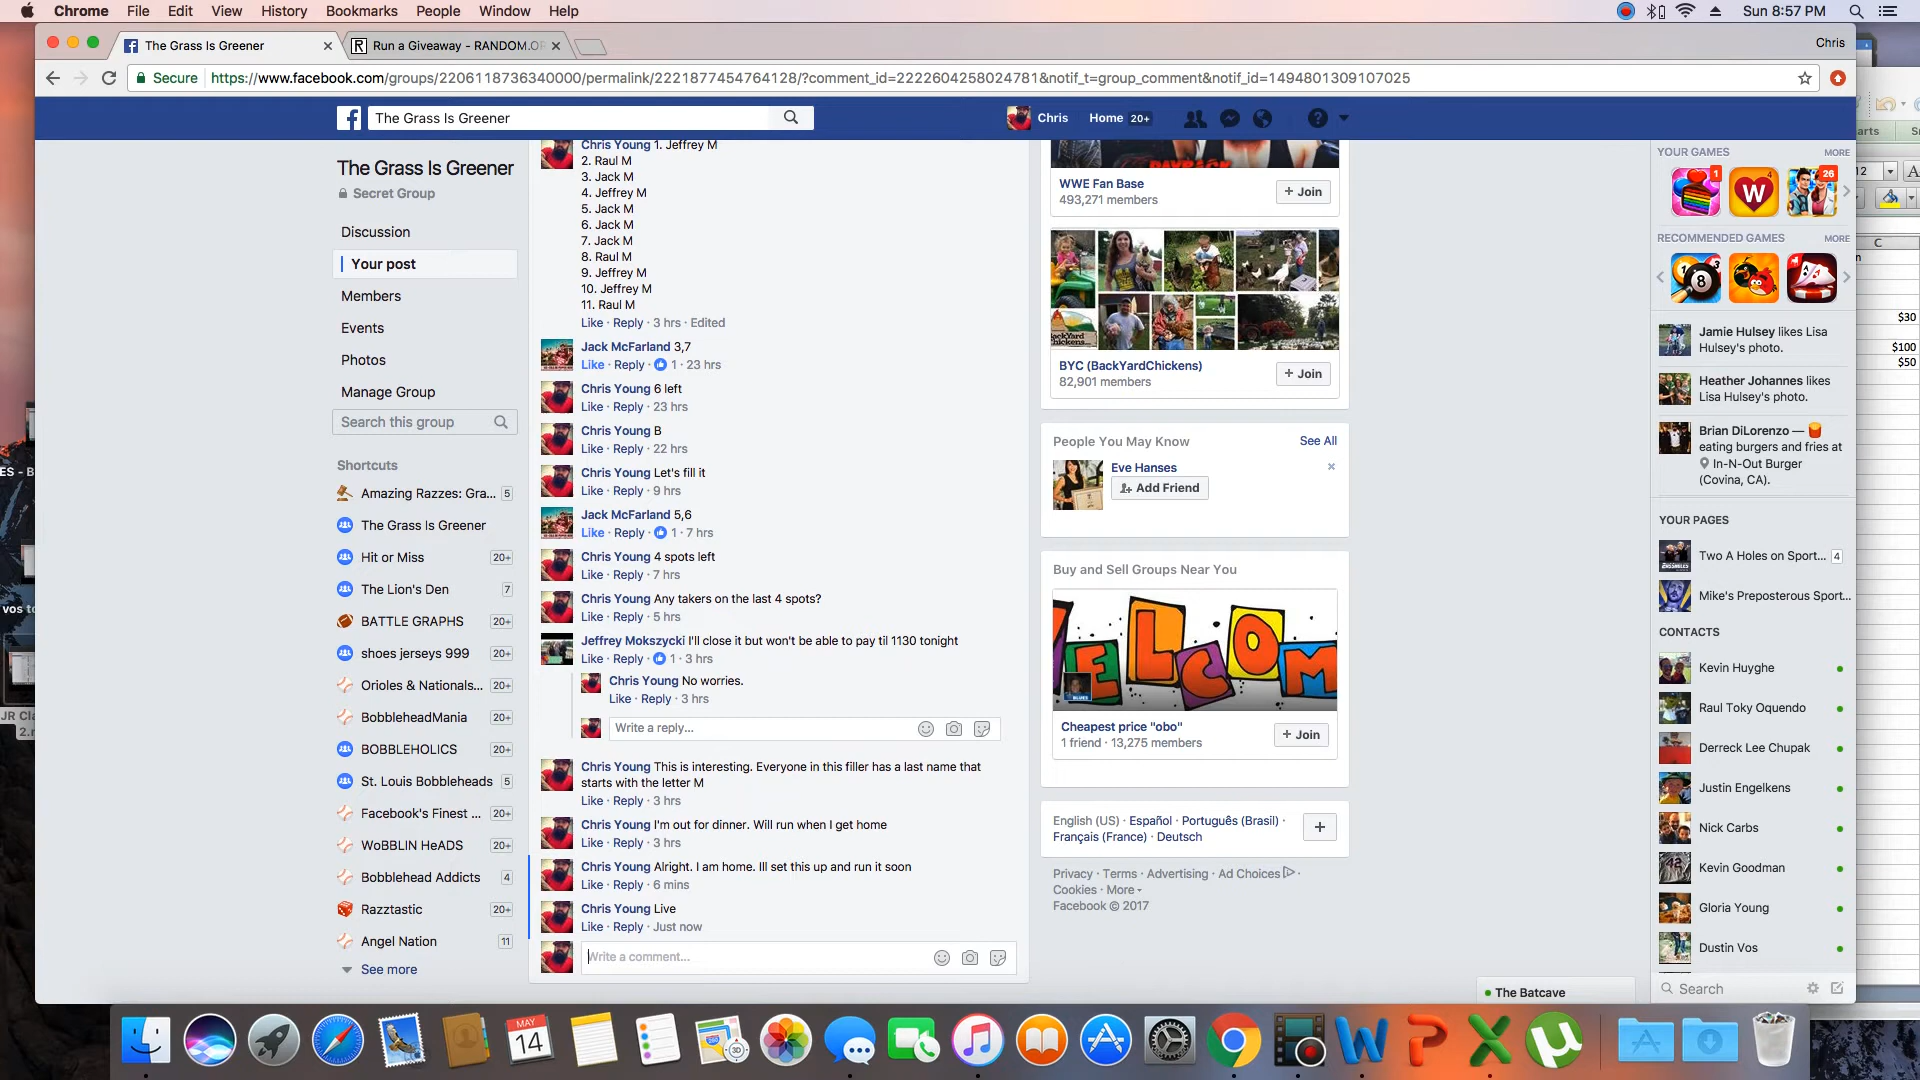 Chrome File Edit View History Bookmarks People Window Help
Sun 8:57 PM
The Grass Is Greener
Run a Giveaway - RANDOM.OR
Chris
Secure https://www.facebook.com/groups/2206118736340000/permalink/2221877454764128/?comment_id=2222604258024781&notif_t=group_comment&notif_id=1494801309107025
The Grass Is Greener
Chris Home 20+
The Grass Is Greener
Secret Group
Discussion
Your post
Members
Events
Photos
Manage Group
Search this group
Shortcuts
Amazing Razzes: Gra... 5
The Grass Is Greener
Hit or Miss 20+
The Lion's Den 7
BATTLE GRAPHS 20+
shoes jerseys 999 20+
Orioles & Nationals... 20+
BobbleheadMania 20+
BOBBLEHOLICS 20+
St. Louis Bobbleheads 5
Facebook's Finest ... 20+
WoBBLIN HeADS 20+
Bobblehead Addicts 4
Razztastic 20+
Angel Nation 11
See more
Chris Young 1. Jeffrey M
2. Raul M
3. Jack M
4. Jeffrey M
5. Jack M
6. Jack M
7. Jack M
8. Raul M
9. Jeffrey M
10. Jeffrey M
11. Raul M
Like · Reply · 3 hrs · Edited
Jack McFarland 3,7
Like · Reply · 1 · 23 hrs
Chris Young 6 left
Like · Reply · 23 hrs
Chris Young B
Like · Reply · 22 hrs
Chris Young Let's fill it
Like · Reply · 9 hrs
Jack McFarland 5,6
Like · Reply · 1 · 7 hrs
Chris Young 4 spots left
Like · Reply · 7 hrs
Chris Young Any takers on the last 4 spots?
Like · Reply · 5 hrs
Jeffrey Mokszycki I'll close it but won't be able to pay til 1130 tonight
Like · Reply · 1 · 3 hrs
Chris Young No worries.
Like · Reply · 3 hrs
Write a reply...
Chris Young This is interesting. Everyone in this filler has a last name that
starts with the letter M
Like · Reply · 3 hrs
Chris Young I'm out for dinner. Will run when I get home
Like · Reply · 3 hrs
Chris Young Alright. I am home. Ill set this up and run it soon
Like · Reply · 6 mins
Chris Young Live
Like · Reply · Just now
Write a comment...
WWE Fan Base
493,271 members
+ Join
BYC (BackYardChickens)
82,901 members
+ Join
People You May Know See All
Eve Hanses
Add Friend
Buy and Sell Groups Near You
Cheapest price "obo"
1 friend · 13,275 members
+ Join
English (US) · Español · Português (Brasil) ·
Français (France) · Deutsch
Privacy · Terms · Advertising · Ad Choices ·
Cookies · More
Facebook © 2017
YOUR GAMES MORE
1
W 4
26
RECOMMENDED GAMES MORE
8
Jamie Hulsey likes Lisa
Hulsey's photo.
Heather Johannes likes
Lisa Hulsey's photo.
Brian DiLorenzo —
eating burgers and fries at
In-N-Out Burger
(Covina, CA).
YOUR PAGES
Two A Holes on Sport... 4
Mike's Preposterous Sport...
CONTACTS
Kevin Huyghe
Raul Toky Oquendo
Derreck Lee Chupak
Justin Engelkens
Nick Carbs
Kevin Goodman
Gloria Young
Dustin Vos
Search
The Batcave
arts
12
C
$30
$100
$50
ES - B
vos to
JR Cla
2.r
MAY
14
3D